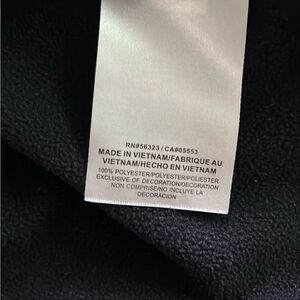 RN#56323 / CA#05553
MADE IN VIETNAM/FABRIQUE AU
VIETNAM/HECHO EN VIETNAM
100% POLYESTER/POLYESTER/POLIESTER
EXCLUSIVE OF DECORATION/DECORATION
NON COMPRISE/NO INCLUYE LA
DECORACION